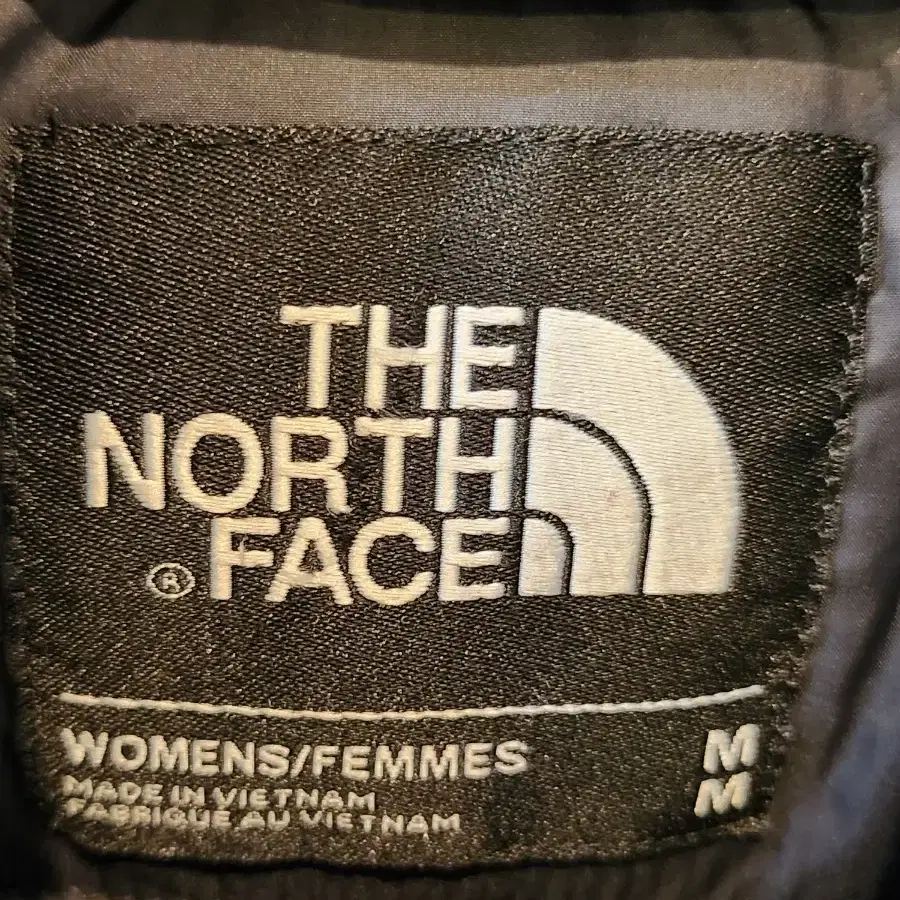 THE
NORTH
® FACE
WOMENS/FEMMES M
MADE IN VIETNAM M
FABRIQUE AU VIETNAM